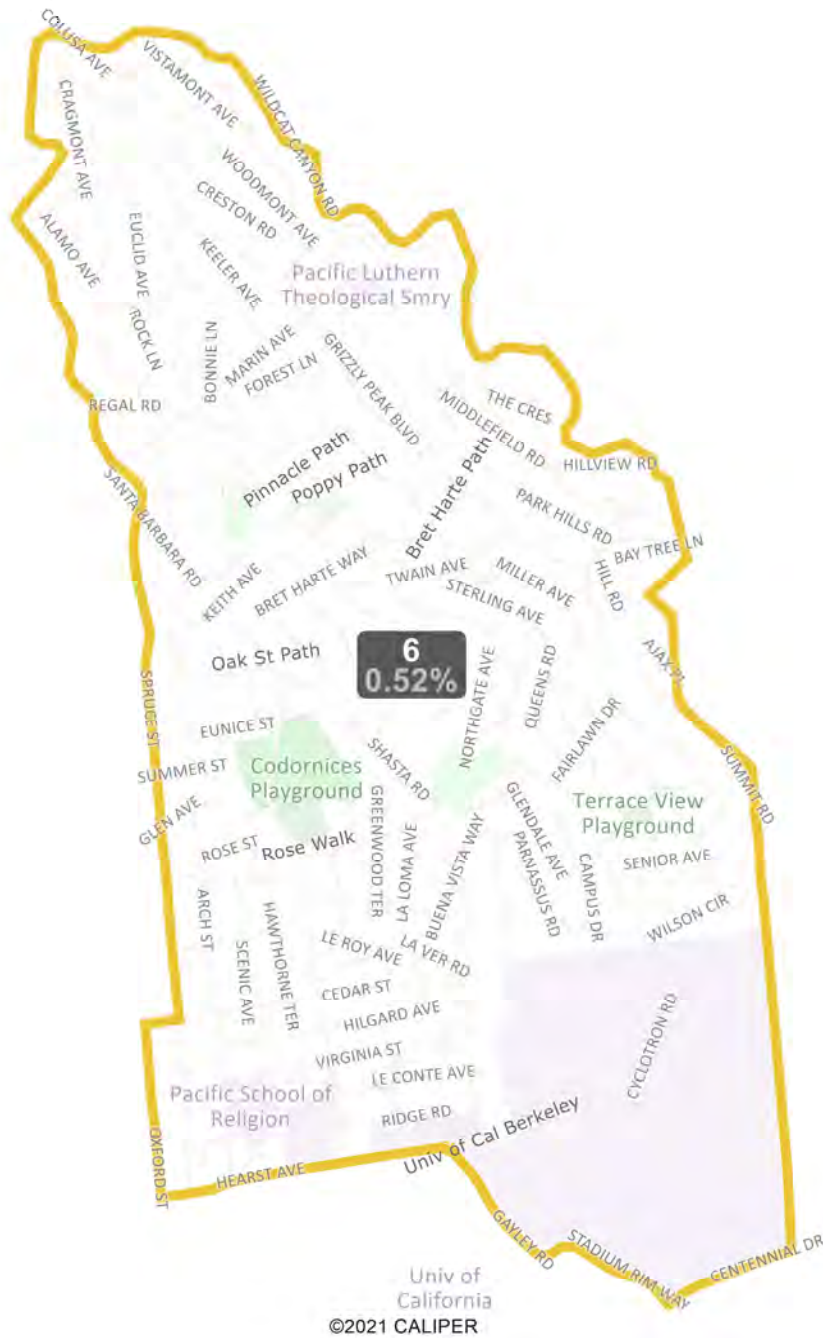 COLUSA AVE
VISTAMONT AVE
WILDCAT CANYON RD
CRAGMONT AVE
WOODMONT AVE
CRESTON RD
ALAMO AVE
EUCLID AVE
KEELER AVE
Pacific Luthern
Theological Smry
ROCK LN
BONNIE LN
MARIN AVE
FOREST LN
GRIZZLY PEAK BLVD
REGAL RD
THE CRES
MIDDLEFIELD RD
HILLVIEW RD
Pinnacle Path
Poppy Path
Bret Harte Path
SANTA BARBARA RD
PARK HILLS RD
BAY TREE LN
KEITH AVE
BRET HARTE WAY
TWAIN AVE
MILLER AVE
HILL RD
STERLING AVE
Oak St Path
6
0.52%
AJAX PL
SPRUCE ST
NORTHGATE AVE
QUEENS RD
EUNICE ST
FAIRLAWN DR
SUMMER ST
Codornices
Playground
SHASTA RD
SUMMIT RD
GLEN AVE
GREENWOOD TER
LA LOMA AVE
GLENDALE AVE
Terrace View
Playground
ROSE ST
Rose Walk
BUENA VISTA WAY
PARNASSUS RD
CAMPUS DR
SENIOR AVE
ARCH ST
SCENIC AVE
HAWTHORNE TER
LE ROY AVE
LA VER RD
WILSON CIR
CEDAR ST
HILGARD AVE
CYCLOTRON RD
VIRGINIA ST
LE CONTE AVE
Pacific School of
Religion
RIDGE RD
Univ of Cal Berkeley
OXFORD ST
HEARST AVE
GAYLEY RD
STADIUM RIM WAY
CENTENNIAL DR
Univ of
California
©2021 CALIPER